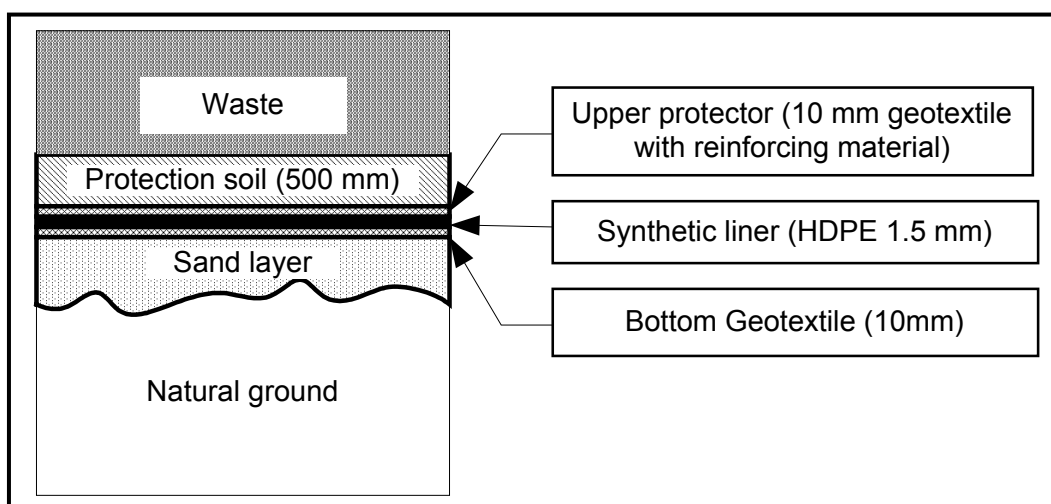 Waste
Protection soil (500 mm)
Sand layer
Natural ground
Upper protector (10 mm geotextile
with reinforcing material)
Synthetic liner (HDPE 1.5 mm)
Bottom Geotextile (10mm)